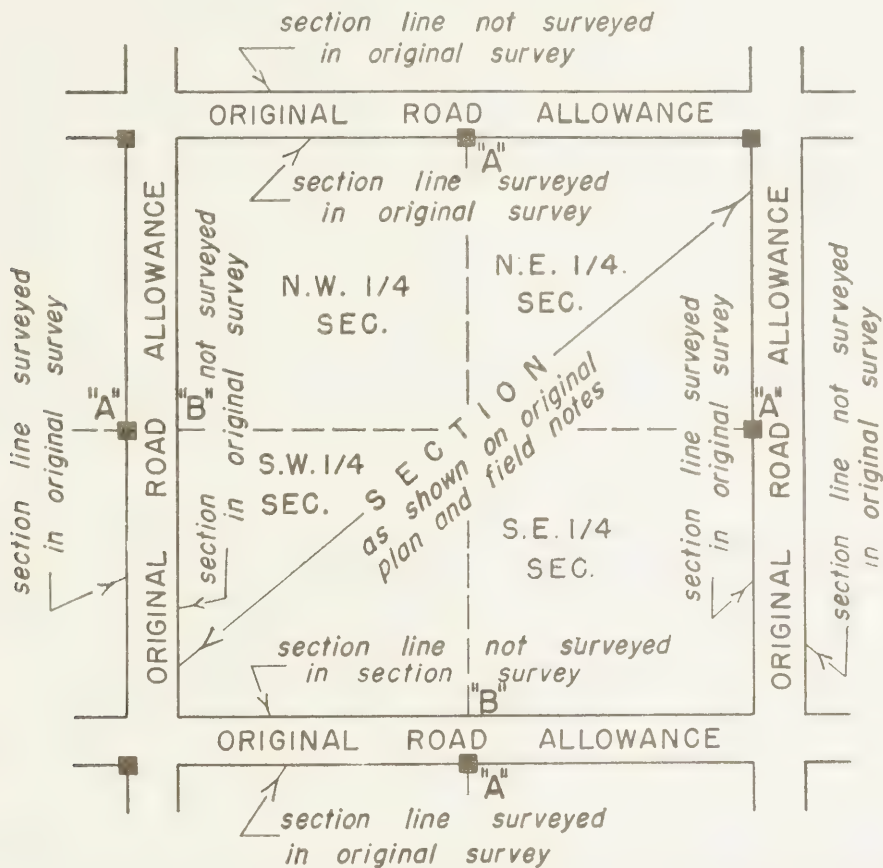 section line not surveyed
in original survey
ORIGINAL ROAD ALLOWANCE
"A"
section line surveyed
in original survey
N.W. 1/4
SEC.
N.E. 1/4.
SEC.
section line surveyed
in original survey
"A"
ORIGINAL ROAD ALLOWANCE
"B"
section line not surveyed
in original survey
S.W. 1/4
SEC.
SECTION
as shown on original
plan and field notes
S.E. 1/4
SEC.
section line surveyed
in original survey
"A"
ORIGINAL ROAD ALLOWANCE
section line not surveyed
in original survey
section line not surveyed
in section survey
"B"
ORIGINAL ROAD ALLOWANCE
"A"
section line surveyed
in original survey